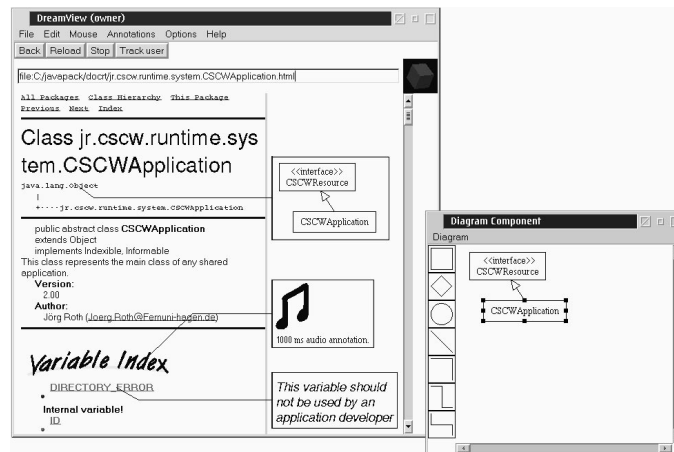 DreamView (owner)
File Edit Mouse Annotations Options Help
Back Reload Stop Track user
file:C:/javapack/docrt/jr.cscw.runtime.system.CSCWApplication.html
All Packages Class Hierarchy This Package
Previous Next Index
Class jr.cscw.runtime.sys
tem.CSCWApplication
java.lang.Object
|
+----jr.cscw.runtime.system.CSCWApplication
public abstract class CSCWApplication
extends Object
implements Indexible, Informable
This class represents the main class of any shared
application.
Version:
2.00
Author:
Jörg Roth (Joerg.Roth@Fernuni-hagen.de)
Variable Index
DIRECTORY_ERROR
Internal variable!
ID
<<interface>>
CSCWResource
CSCWApplication
1000 ms audio annotation.
This variable should
not be used by an
application developer
Diagram Component
Diagram
<<interface>>
CSCWResource
CSCWApplication